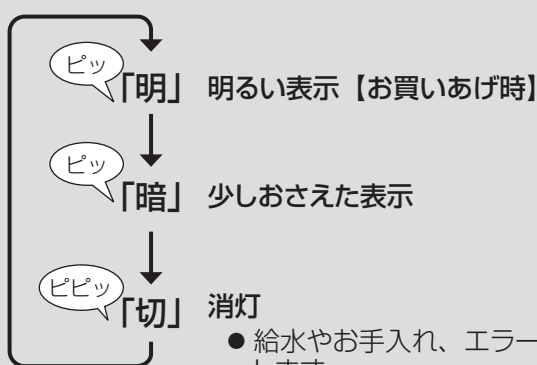 ピッ
「明」 明るい表示【お買いあげ時】
ピッ
「暗」 少しおさえた表示
ピピッ
「切」 消灯
● 給水やお手入れ、エラー